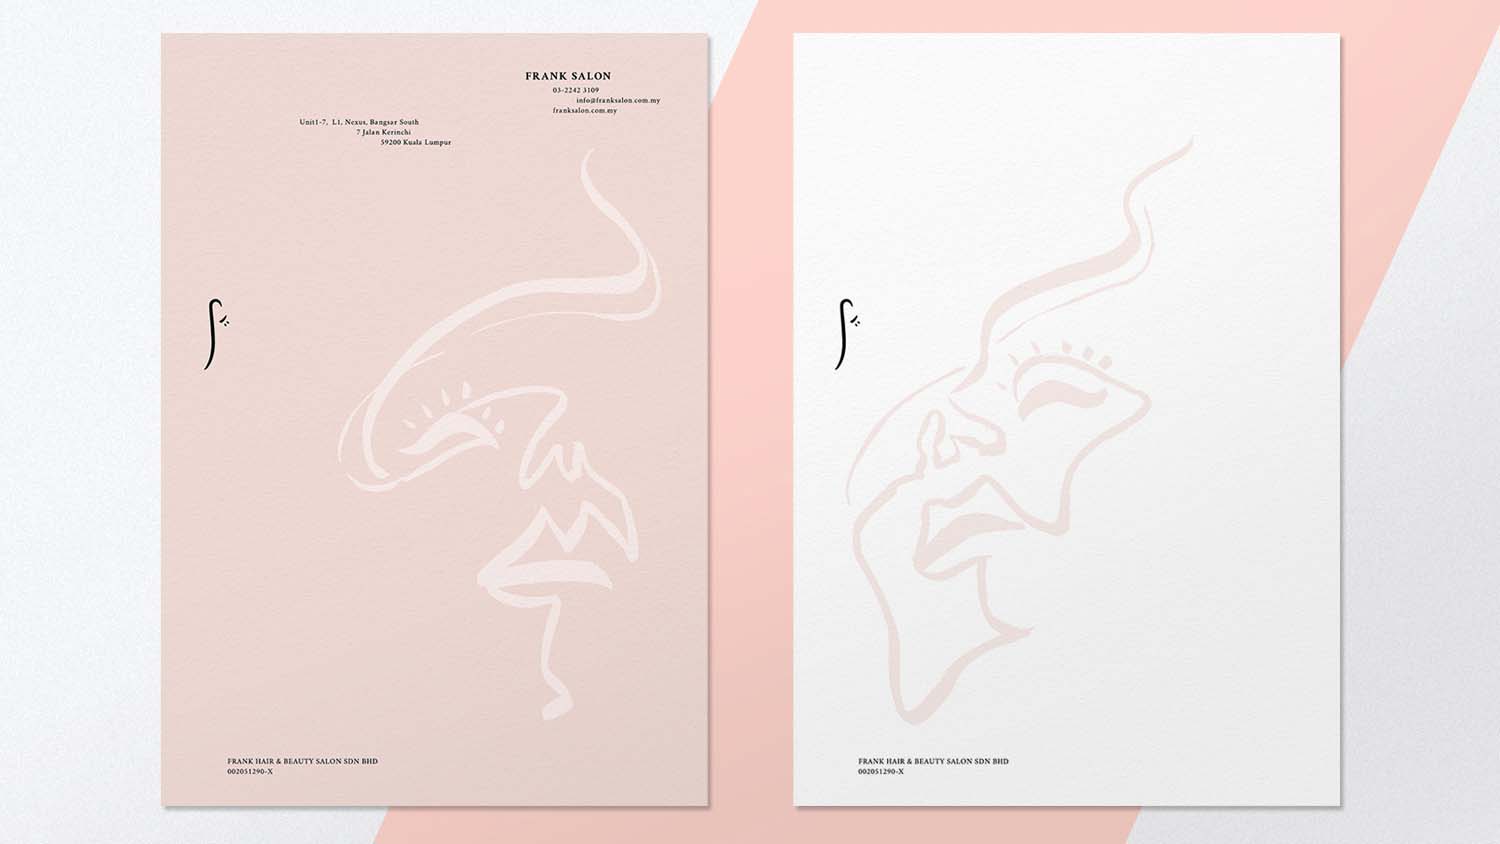 FRANK SALON
03-2242 3109
info@franksalon.com.my
franksalon.com.my
Unit1-7, L1, Nexus, Bangsar South
7 Jalan Kerinchi
59200 Kuala Lumpur
f
FRANK HAIR & BEAUTY SALON SDN BHD
002051290-X
f
FRANK HAIR & BEAUTY SALON SDN BHD
002051290-X